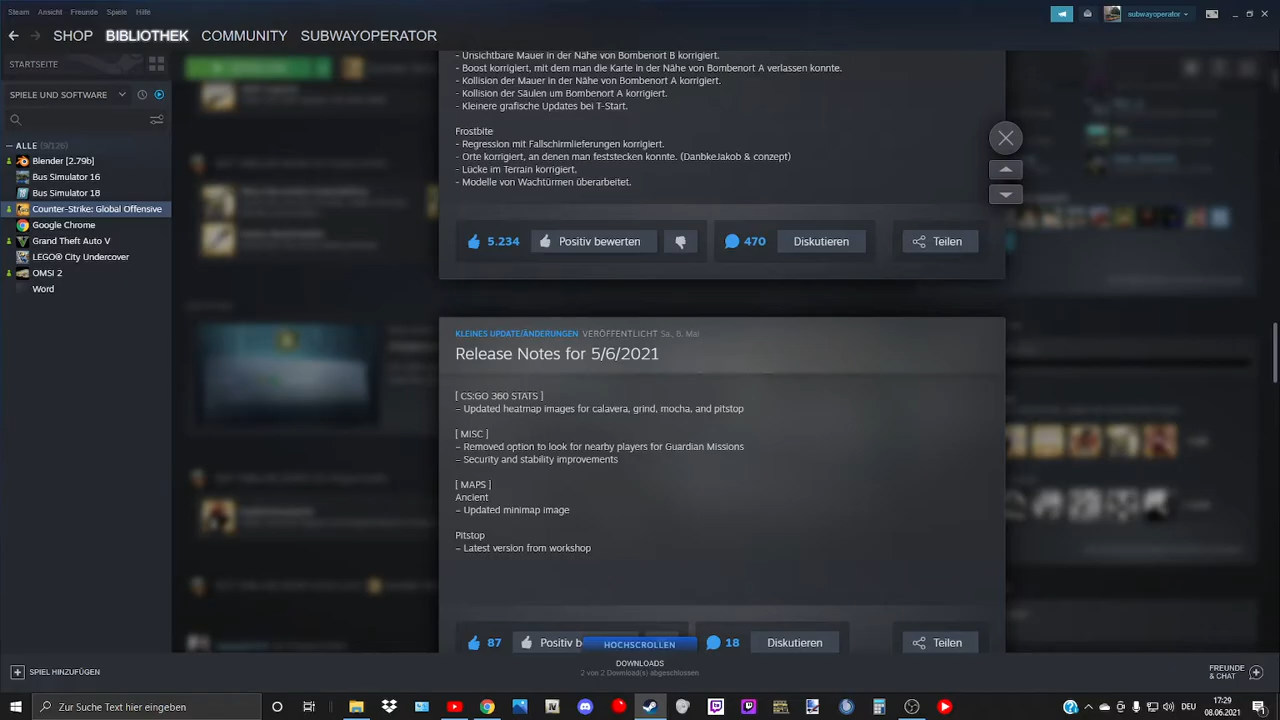 Steam Ansicht Freunde Spiele Hilfe
subwayoperator
SHOP BIBLIOTHEK COMMUNITY SUBWAYOPERATOR
STARTSEITE
SPIELE UND SOFTWARE
ALLE (9/126)
Blender [2.79b]
Bus Simulator 16
Bus Simulator 18
Counter-Strike: Global Offensive
Google Chrome
Grand Theft Auto V
LEGO® City Undercover
OMSI 2
Word
- Unsichtbare Mauer in der Nähe von Bombenort B korrigiert.
- Boost korrigiert, mit dem man die Karte in der Nähe von Bombenort A verlassen konnte.
- Kollision der Mauer in der Nähe von Bombenort A korrigiert.
- Kollision der Säulen um Bombenort A korrigiert.
- Kleinere grafische Updates bei T-Start.
Frostbite
- Regression mit Fallschirmlieferungen korrigiert.
- Orte korrigiert, an denen man feststecken konnte. (DanbkeJakob & conzept)
- Lücke im Terrain korrigiert.
- Modelle von Wachtürmen überarbeitet.
5.234 Positiv bewerten 470 Diskutieren Teilen
KLEINES UPDATE/ÄNDERUNGEN VERÖFFENTLICHT Sa., 8. Mai
Release Notes for 5/6/2021
[ CS:GO 360 STATS ]
– Updated heatmap images for calavera, grind, mocha, and pitstop
[ MISC ]
– Removed option to look for nearby players for Guardian Missions
– Security and stability improvements
[ MAPS ]
Ancient
– Updated minimap image
Pitstop
– Latest version from workshop
87 Positiv b 18 Diskutieren Teilen
HOCHSCROLLEN
SPIEL HINZUFÜGEN
DOWNLOADS
2 von 2 Download(s) abgeschlossen
FREUNDE
& CHAT
Zur Suche Text hier eingeben
DEU
17:29
08.06.2021